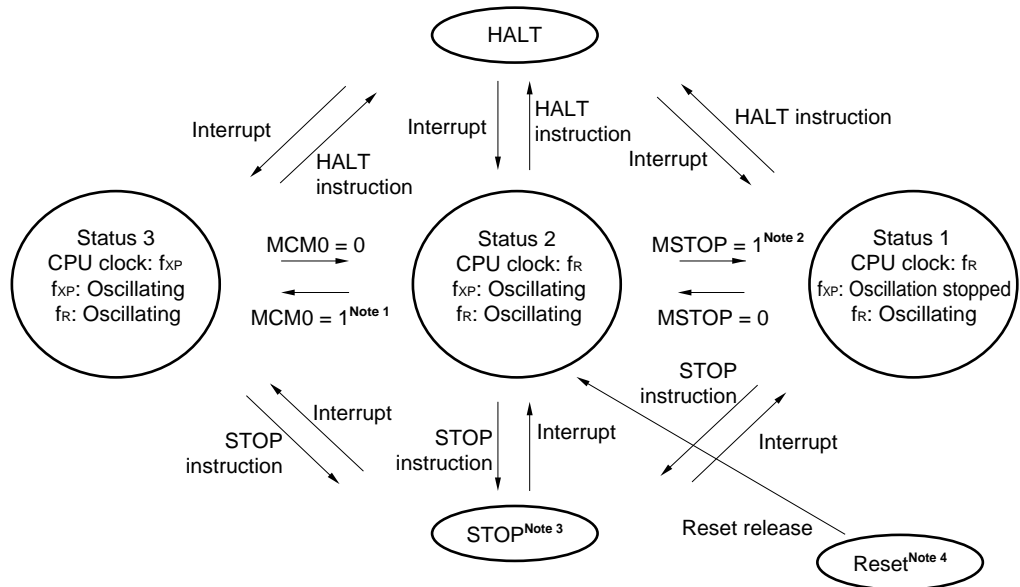 HALT
Interrupt
HALT
instruction
Interrupt
HALT
instruction
HALT instruction
Interrupt
Status 3
CPU clock: fXP
fXP: Oscillating
fR: Oscillating
MCM0 = 0
MCM0 = 1Note 1
Status 2
CPU clock: fR
fXP: Oscillating
fR: Oscillating
MSTOP = 1Note 2
MSTOP = 0
Status 1
CPU clock: fR
fXP: Oscillation stopped
fR: Oscillating
STOP
instruction
Interrupt
STOP
instruction
Interrupt
STOP
instruction
Interrupt
STOPNote 3
Reset release
ResetNote 4